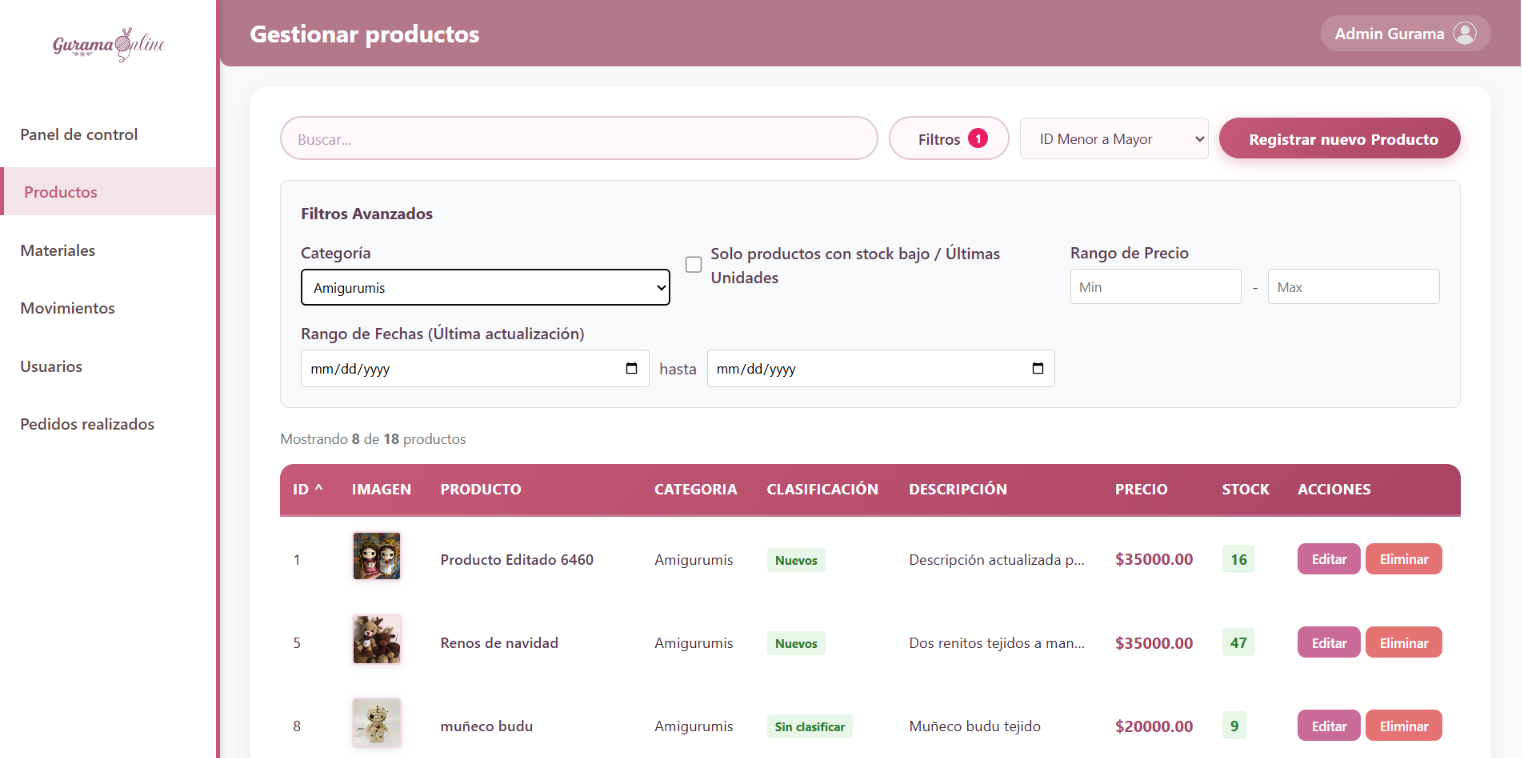 Gurama Online
Gestionar productos
Admin Gurama
Panel de control
Productos
Materiales
Movimientos
Usuarios
Pedidos realizados
Buscar...
Filtros 1
ID Menor a Mayor
Registrar nuevo Producto
Filtros Avanzados
Categoría
Amigurumis
Solo productos con stock bajo / Últimas
Unidades
Rango de Precio
Min - Max
Rango de Fechas (Última actualización)
mm/dd/yyyy hasta mm/dd/yyyy
Mostrando 8 de 18 productos
ID ^ IMAGEN PRODUCTO CATEGORIA CLASIFICACIÓN DESCRIPCIÓN PRECIO STOCK ACCIONES
1 Producto Editado 6460 Amigurumis Nuevos Descripción actualizada p... $35000.00 16 Editar Eliminar
5 Renos de navidad Amigurumis Nuevos Dos renitos tejidos a man... $35000.00 47 Editar Eliminar
8 muñeco budu Amigurumis Sin clasificar Muñeco budu tejido $20000.00 9 Editar Eliminar